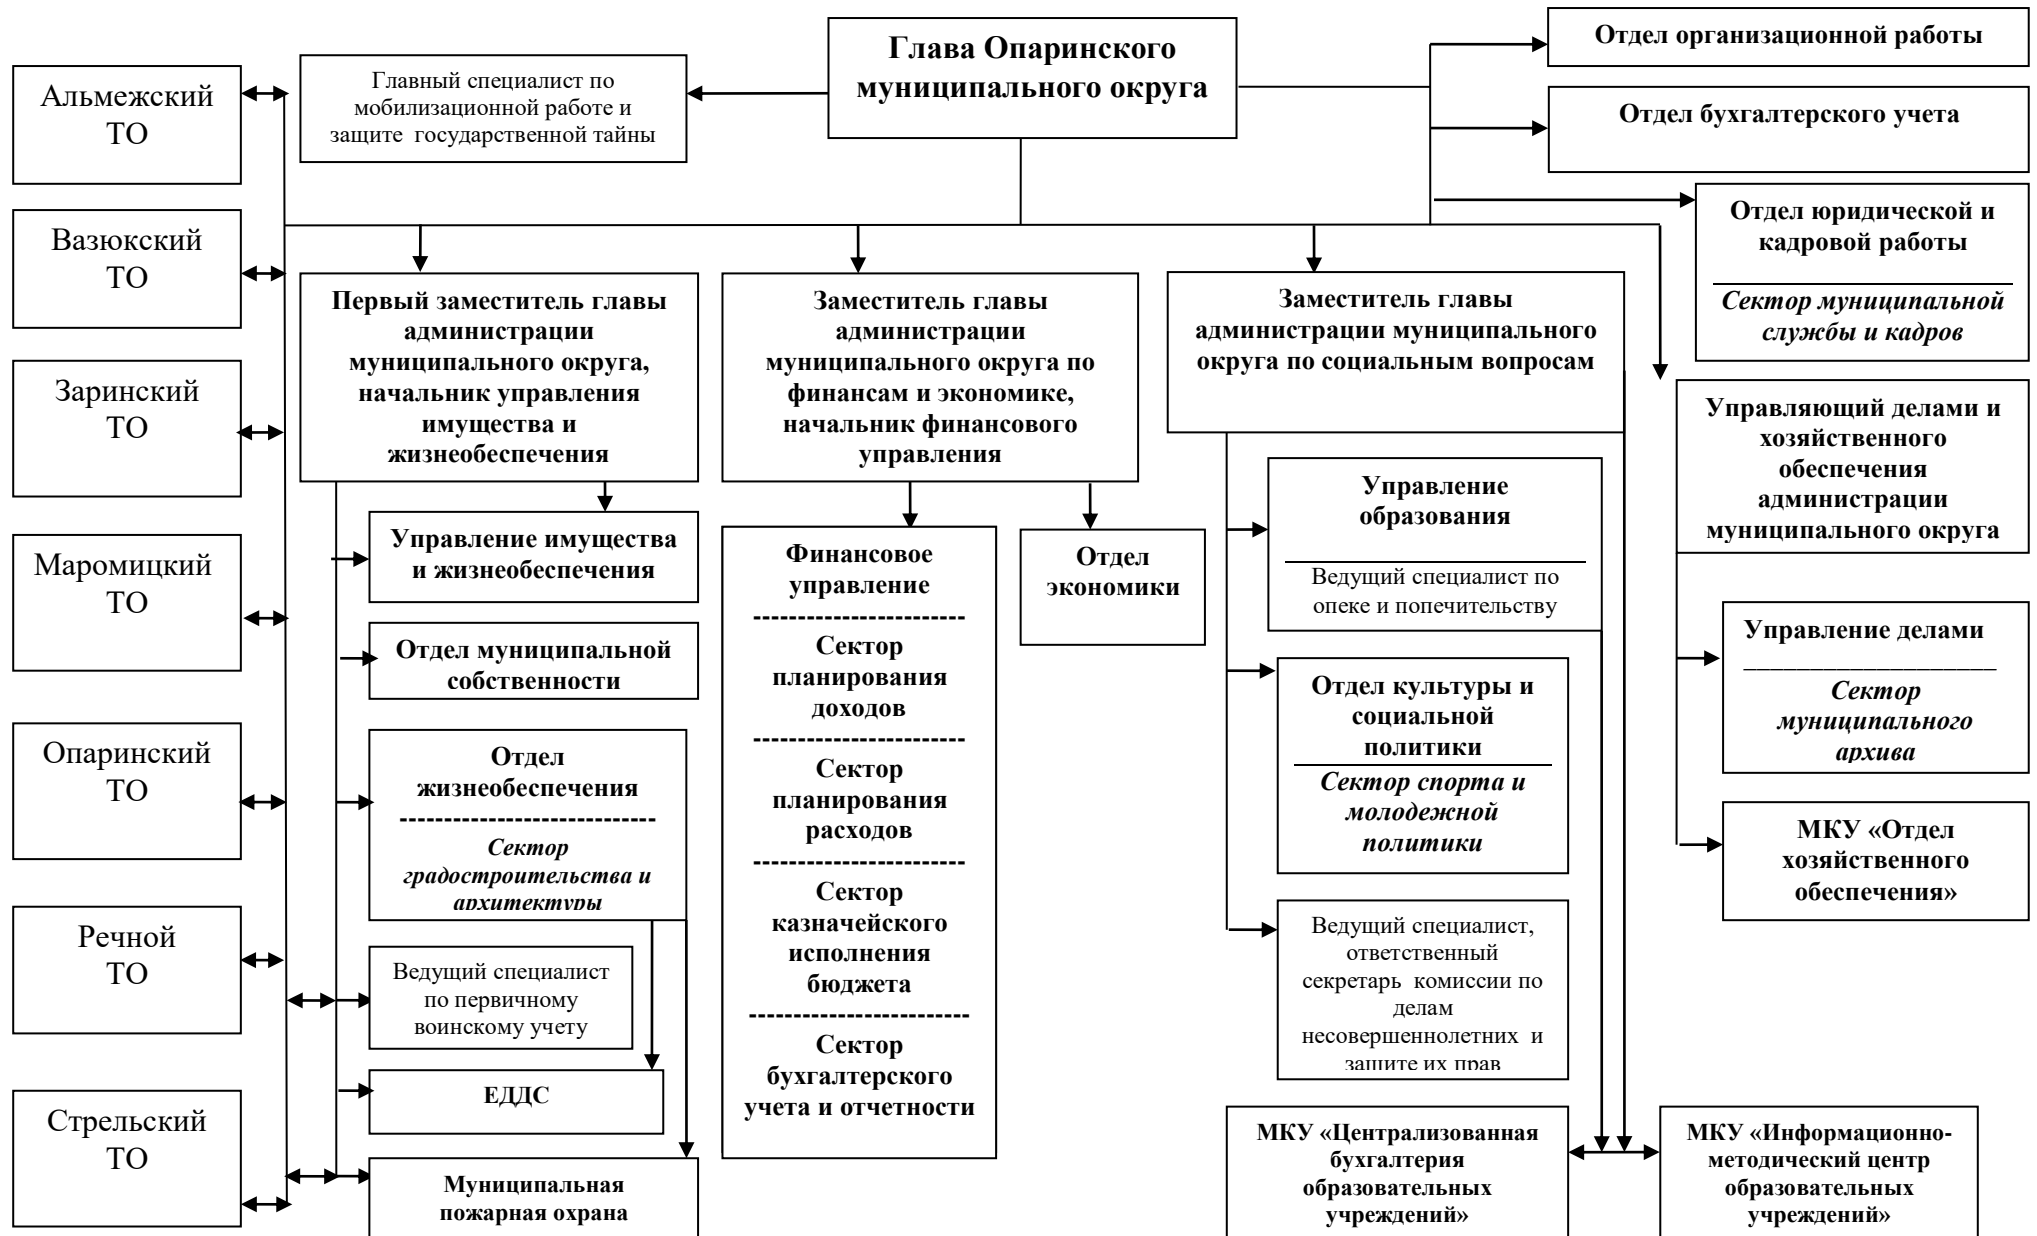 Глава Опаринского
муниципального округа
Главный специалист по
мобилизационной работе и
защите государственной тайны
Отдел организационной работы
Отдел бухгалтерского учета
Отдел юридической и
кадровой работы
Сектор муниципальной
службы и кадров
Альмежский
ТО
Вазюкский
ТО
Заринский
ТО
Маромицкий
ТО
Опаринский
ТО
Речной
ТО
Стрельский
ТО
Первый заместитель главы
администрации
муниципального округа,
начальник управления
имущества и
жизнеобеспечения
Управление имущества
и жизнеобеспечения
Отдел муниципальной
собственности
Отдел
жизнеобеспечения
Сектор
градостроительства и
архитектуры
Ведущий специалист
по первичному
воинскому учету
ЕДДС
Муниципальная
пожарная охрана
Заместитель главы
администрации
муниципального округа по
финансам и экономике,
начальник финансового
управления
Финансовое
управление
Сектор
планирования
доходов
Сектор
планирования
расходов
Сектор
казначейского
исполнения
бюджета
Сектор
бухгалтерского
учета и отчетности
Отдел
экономики
Заместитель главы
администрации муниципального
округа по социальным вопросам
Управление
образования
Ведущий специалист по
опеке и попечительству
Отдел культуры и
социальной
политики
Сектор спорта и
молодежной
политики
Ведущий специалист,
ответственный
секретарь комиссии по
делам
несовершеннолетних и
защите их прав
МКУ «Централизованная
бухгалтерия
образовательных
учреждений»
МКУ «Информационно-
методический центр
образовательных
учреждений»
Управляющий делами и
хозяйственного
обеспечения
администрации
муниципального округа
Управление делами
Сектор
муниципального
архива
МКУ «Отдел
хозяйственного
обеспечения»